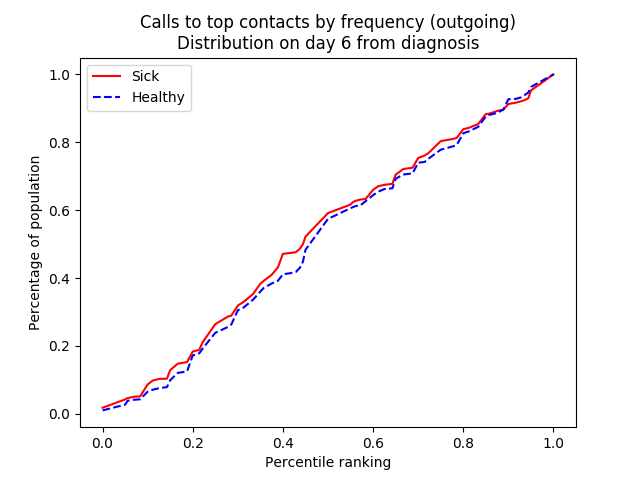 Calls to top contacts by frequency (outgoing)
Distribution on day 6 from diagnosis
Sick
Healthy
1.0
0.8
0.6
0.4
0.2
0.0
Percentage of population
0.0 0.2 0.4 0.6 0.8 1.0
Percentile ranking